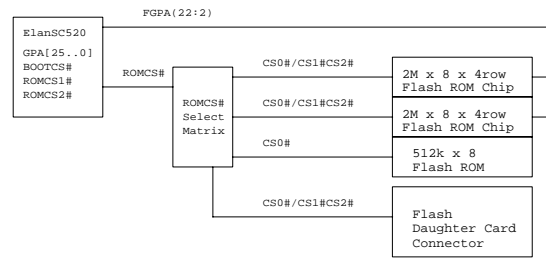 FGPA(22:2)
ElanSC520
GPA[25..0]
BOOTCS#
ROMCS1#
ROMCS2#
ROMCS#
ROMCS#
Select
Matrix
CS0#/CS1#CS2#
2M x 8 x 4row
Flash ROM Chip
CS0#/CS1#CS2#
2M x 8 x 4row
Flash ROM Chip
CS0#
512k x 8
Flash ROM
CS0#/CS1#CS2#
Flash
Daughter Card
Connector